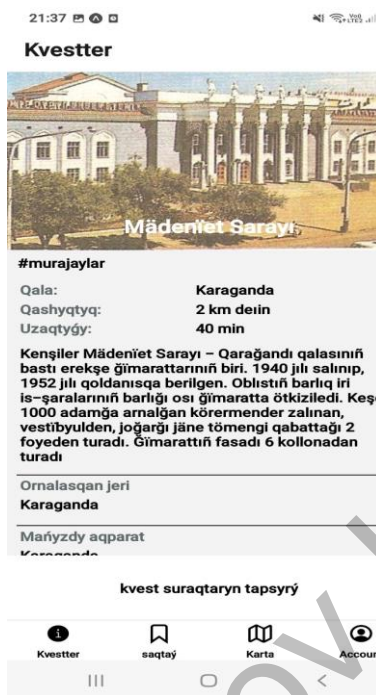 21:37
Kvestter
Mädenïet Sarayı
#murajaylar
Qala: Karaganda
Qashyqtyq: 2 km deıin
Uzaqtyǵy: 40 min
Kenşiler Mädenïet Sarayı – Qarağandı qalasınıñ
bastı erekşe ğïmarattarınıñ biri. 1940 jılı salınıp,
1952 jılı qoldanısqa berilgen. Oblıstıñ barlıq iri
is-şaralarınıñ barlığı osı ğïmaratta ötkiziledi. Keşe
1000 adamğa arnalğan körermender zalınan,
vestïbyulden, joğarğı jäne tömengi qabattağı 2
foyeden turadı. Ğïmarattıñ fasadı 6 kollonadan
turadı
Ornalasqan jeri
Karaganda
Mańyzdy aqparat
Karaganda
kvest suraqtaryn tapsyrý
Kvestter saqtaý Karta Accoun